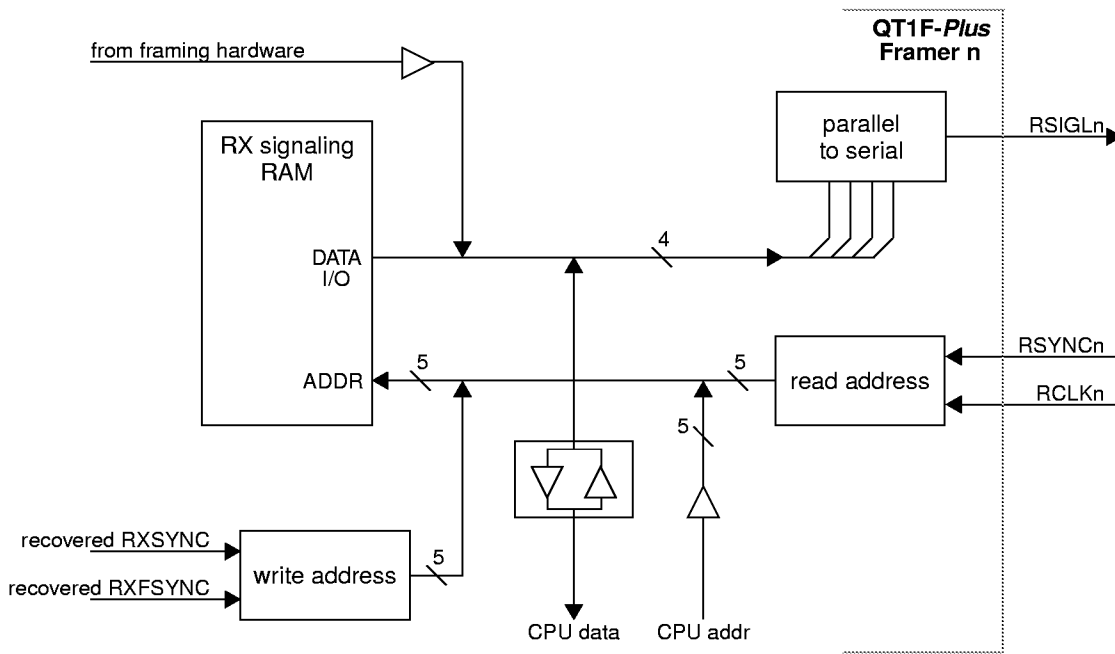 QT1F-Plus
Framer n
from framing hardware
parallel
to serial
RSIGLn
RX signaling
RAM
4
DATA
I/O
RSYNCn
5
5
ADDR
read address
RCLKn
5
recovered RXSYNC
5
write address
recovered RXFSYNC
CPU data
CPU addr